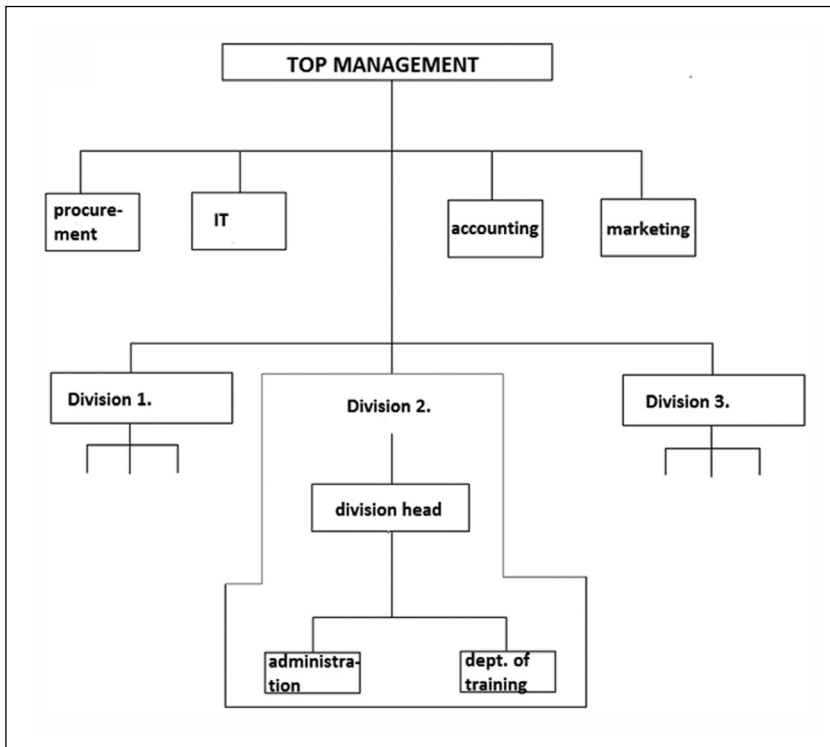 TOP MANAGEMENT
procure-
ment
IT
accounting
marketing
Division 1.
Division 2.
Division 3.
division head
administra-
tion
dept. of
training